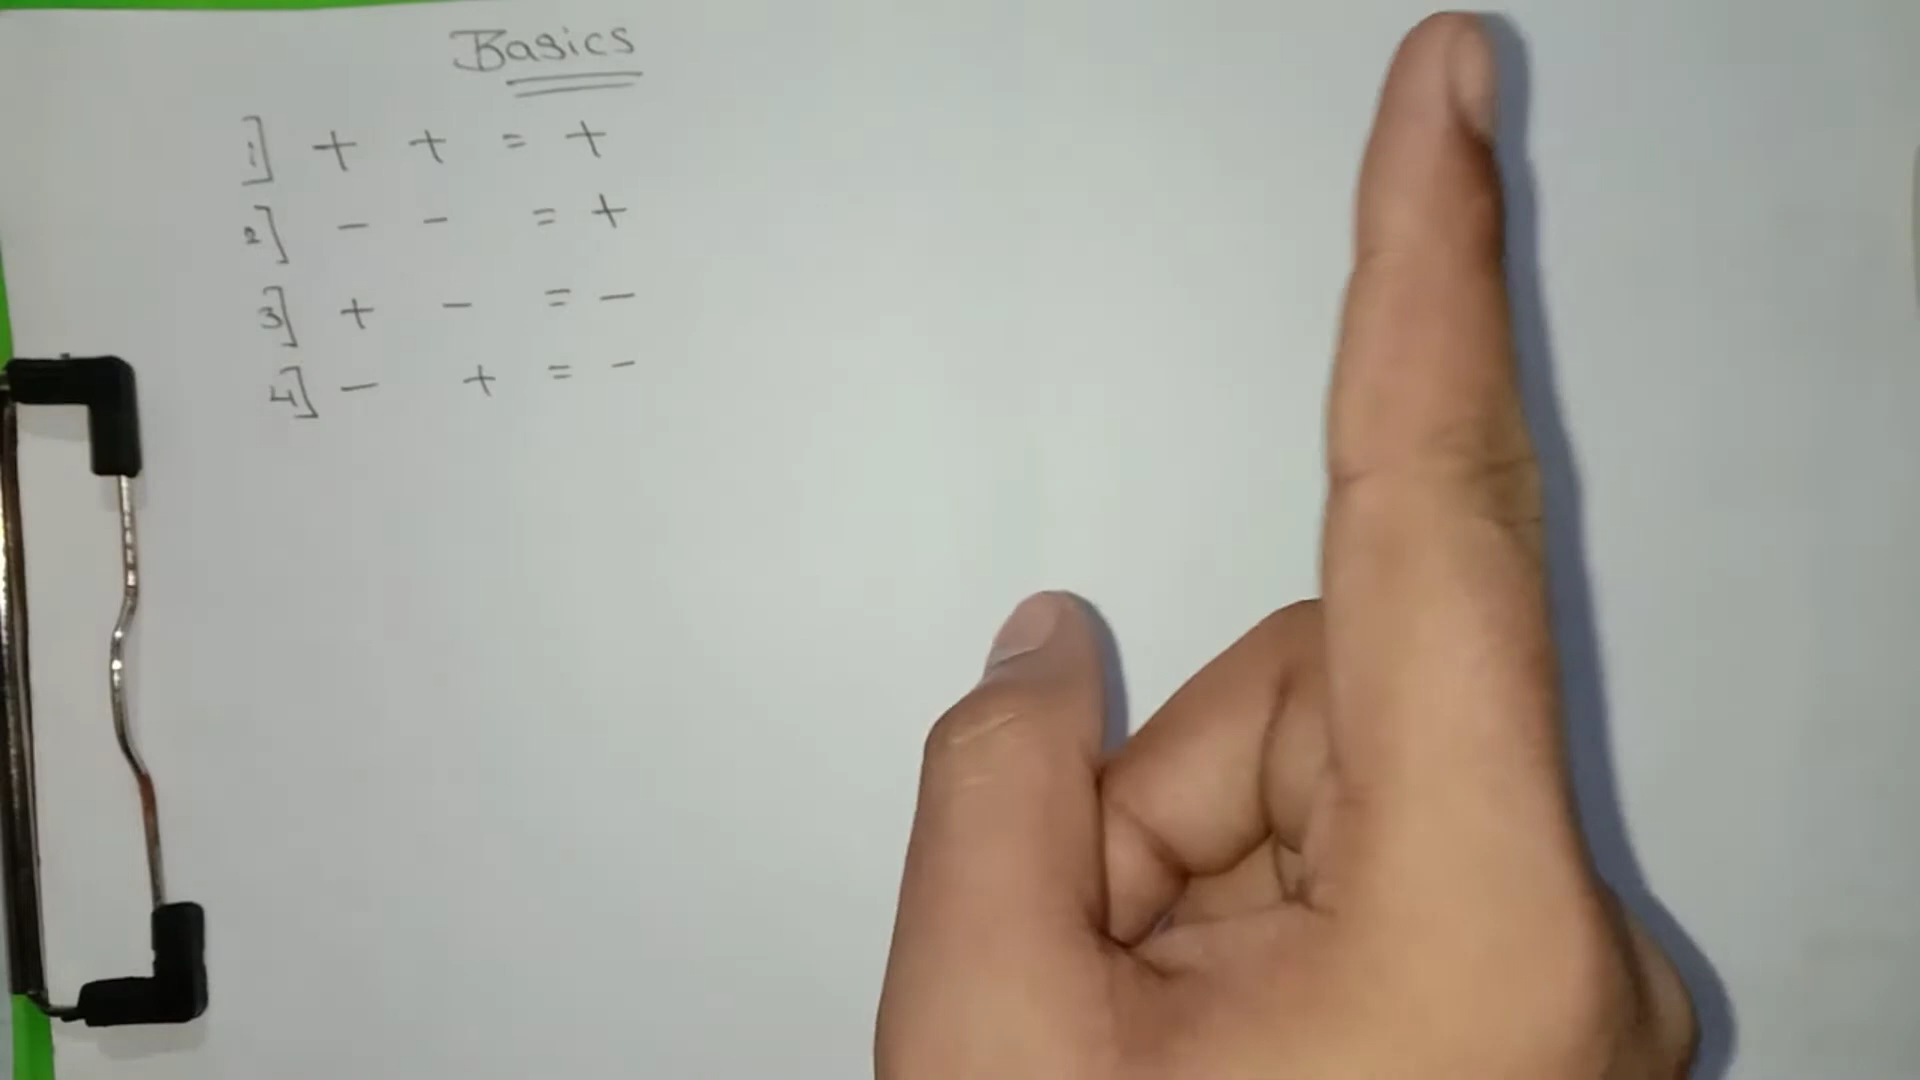 Basics
1] + + = +
2] - - = +
3] + - = -
4] - + = -